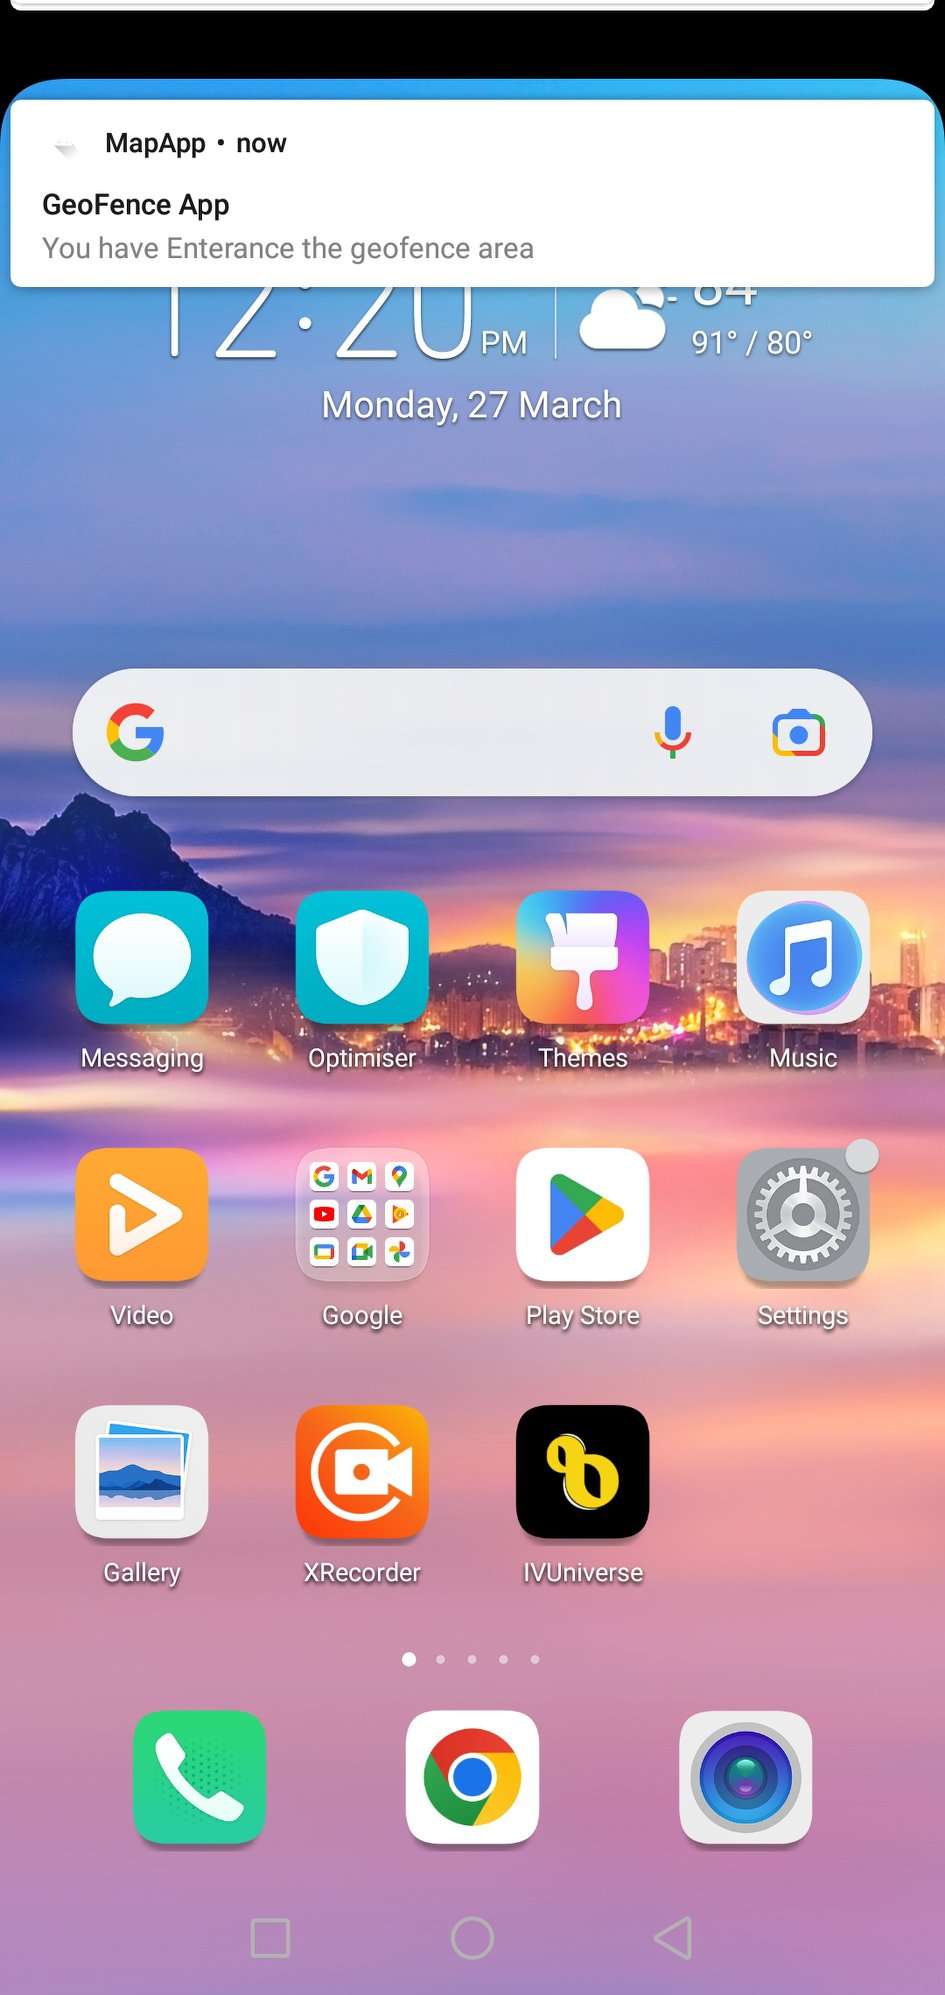 MapApp • now
GeoFence App
You have Enterance the geofence area
12:20 PM
84°
91° / 80°
Monday, 27 March
Messaging Optimiser Themes Music
Video Google Play Store Settings
Gallery XRecorder IVUniverse